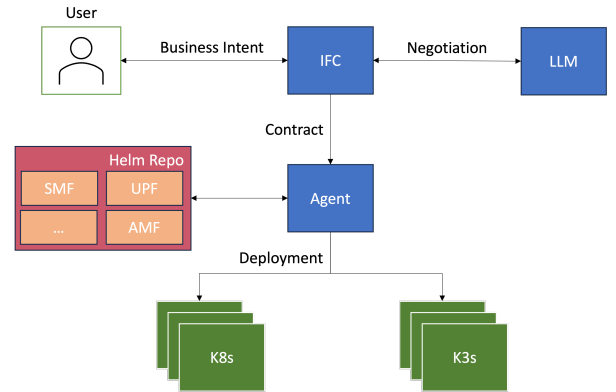 User
Business Intent
IFC
Negotiation
LLM
Contract
Helm Repo
SMF
UPF
...
AMF
Agent
Deployment
K8s
K3s